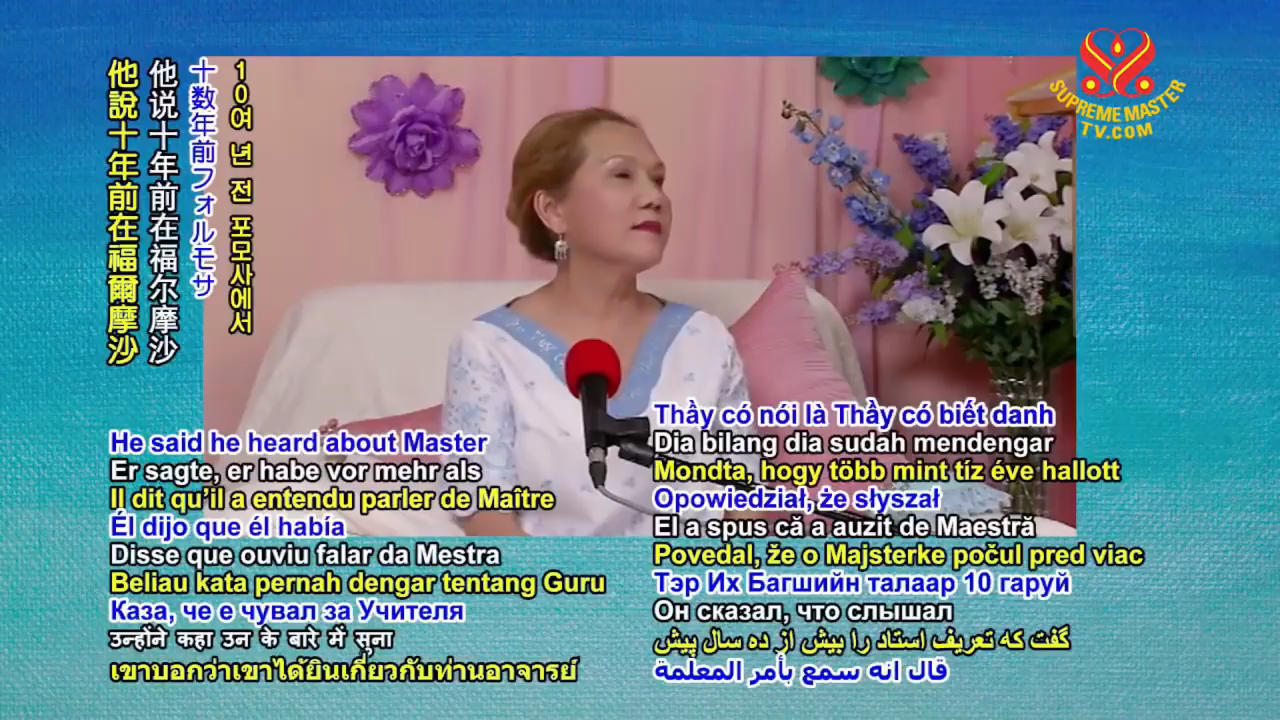 SUPREME MASTER
TV.COM
10여 년 전 포모사에서
十数年前フォルモサ
他说十年前在福尔摩沙
他說十年前在福爾摩沙
He said he heard about Master
Er sagte, er habe vor mehr als
Il dit qu’il a entendu parler de Maître
Él dijo que él había
Disse que ouviu falar da Mestra
Beliau kata pernah dengar tentang Guru
Каза, че е чувал за Учителя
उन्होंने कहा उन के बारे में सुना
เขาบอกว่าเขาได้ยินเกี่ยวกับท่านอาจารย์
Thầy có nói là Thầy có biết danh
Dia bilang dia sudah mendengar
Mondta, hogy több mint tíz éve hallott
Opowiedział, że słyszał
El a spus că a auzit de Maestră
Povedal, že o Majsterke počul pred viac
Тэр Их Багшийн талаар 10 гаруй
Он сказал, что слышал
گفت که تعریف استاد را بیش از ده سال پیش
قال انه سمع بأمر المعلمة